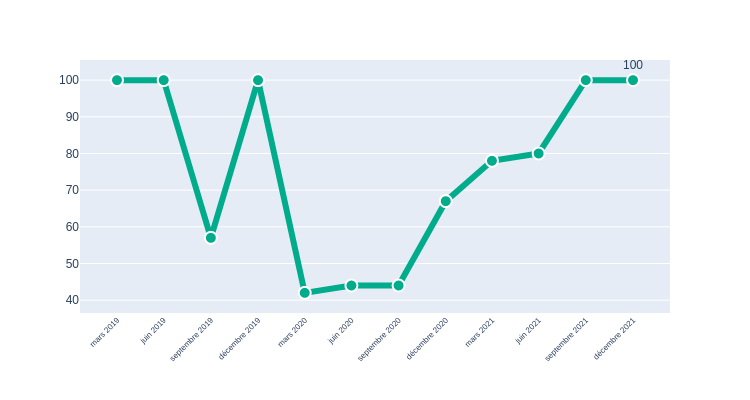 100
100
90
80
70
60
50
40
mars 2019
juin 2019
septembre 2019
décembre 2019
mars 2020
juin 2020
septembre 2020
décembre 2020
mars 2021
juin 2021
septembre 2021
décembre 2021